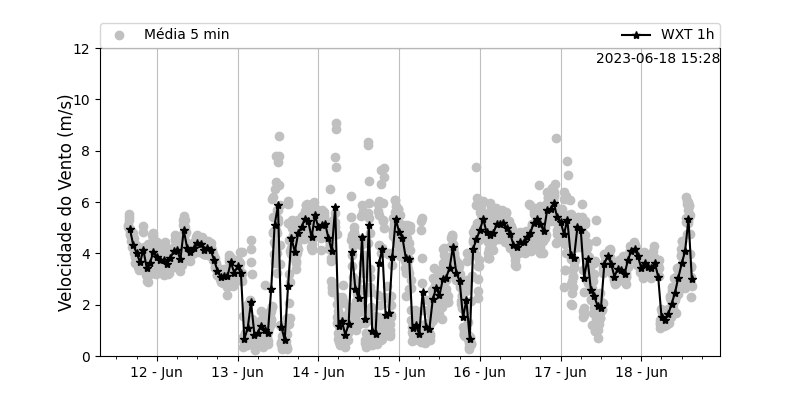 Média 5 min
WXT 1h
2023-06-18 15:28
Velocidade do Vento (m/s)
12
10
8
6
4
2
0
12 - Jun
13 - Jun
14 - Jun
15 - Jun
16 - Jun
17 - Jun
18 - Jun